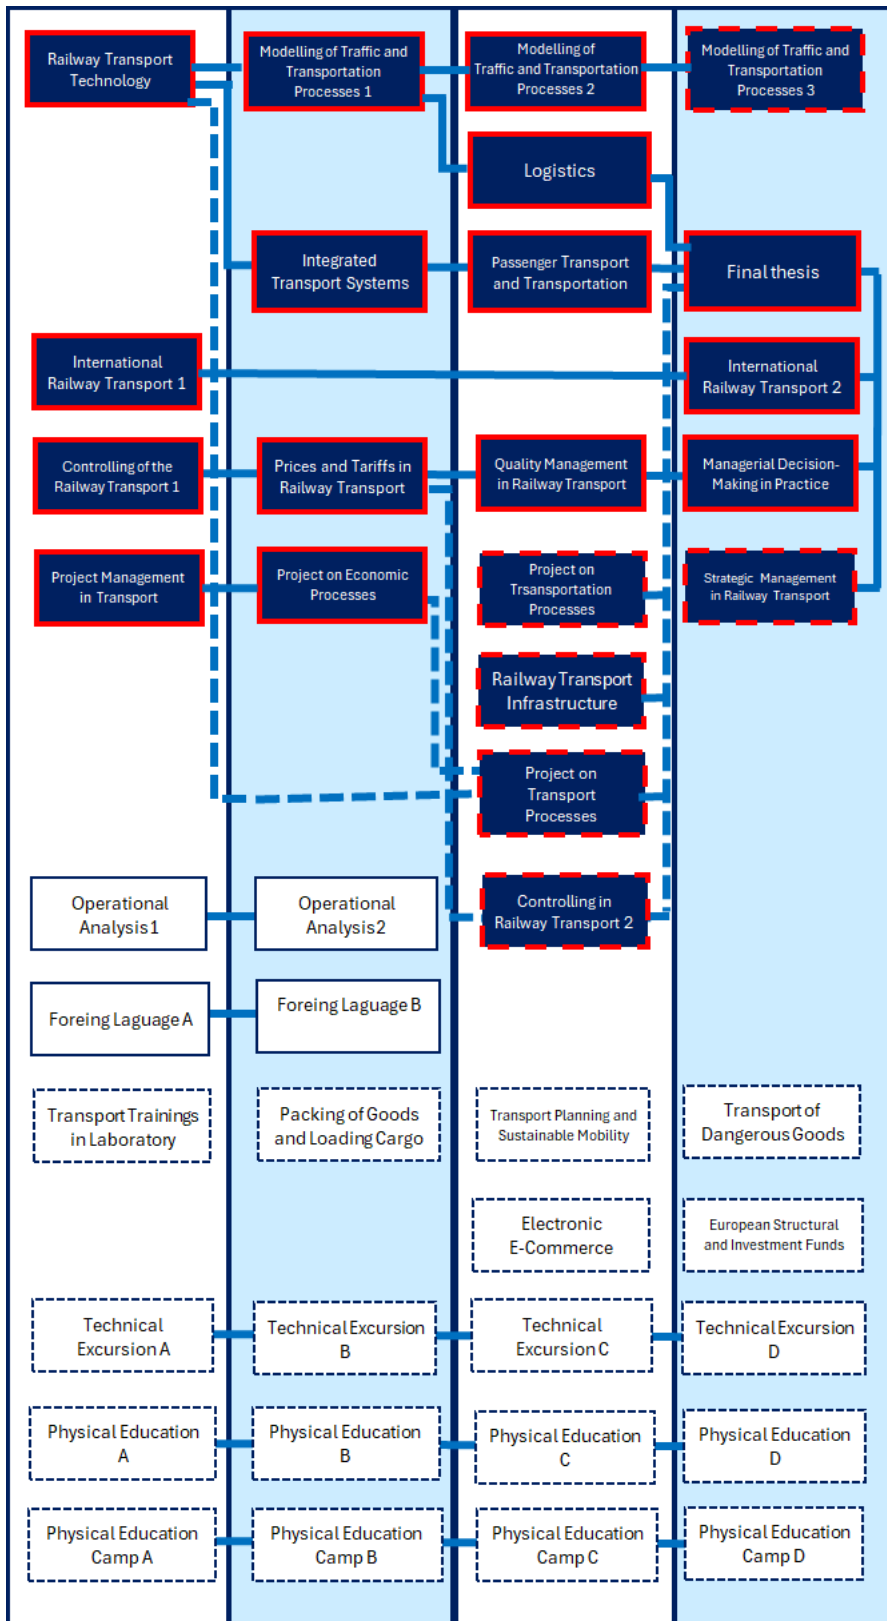 Railway Transport
Technology
Modelling of Traffic and
Transportation
Processes 1
Modelling of
Traffic and Transportation
Processes 2
Modelling of Traffic and
Transportation
Processes 3
Logistics
Integrated
Transport Systems
Passenger Transport
and Transportation
Final thesis
International
Railway Transport 1
International
Railway Transport 2
Controlling of the
Railway Transport 1
Prices and Tariffs in
Railway Transport
Quality Management
in Railway Transport
Managerial Decision-
Making in Practice
Project Management
in Transport
Project on Economic
Processes
Project on
Trsansportation
Processes
Strategic Management
in Railway Transport
Railway Transport
Infrastructure
Project on
Transport
Processes
Operational
Analysis 1
Operational
Analysis 2
Controlling in
Railway Transport 2
Foreing Laguage A
Foreing Laguage B
Transport Trainings
in Laboratory
Packing of Goods
and Loading Cargo
Transport Planning and
Sustainable Mobility
Transport of
Dangerous Goods
Electronic
E-Commerce
European Structural
and Investment Funds
Technical
Excursion A
Technical Excursion
B
Technical
Excursion C
Technical Excursion
D
Physical Education
A
Physical Education
B
Physical Education
C
Physical Education
D
Physical Education
Camp A
Physical Education
Camp B
Physical Education
Camp C
Physical Education
Camp D